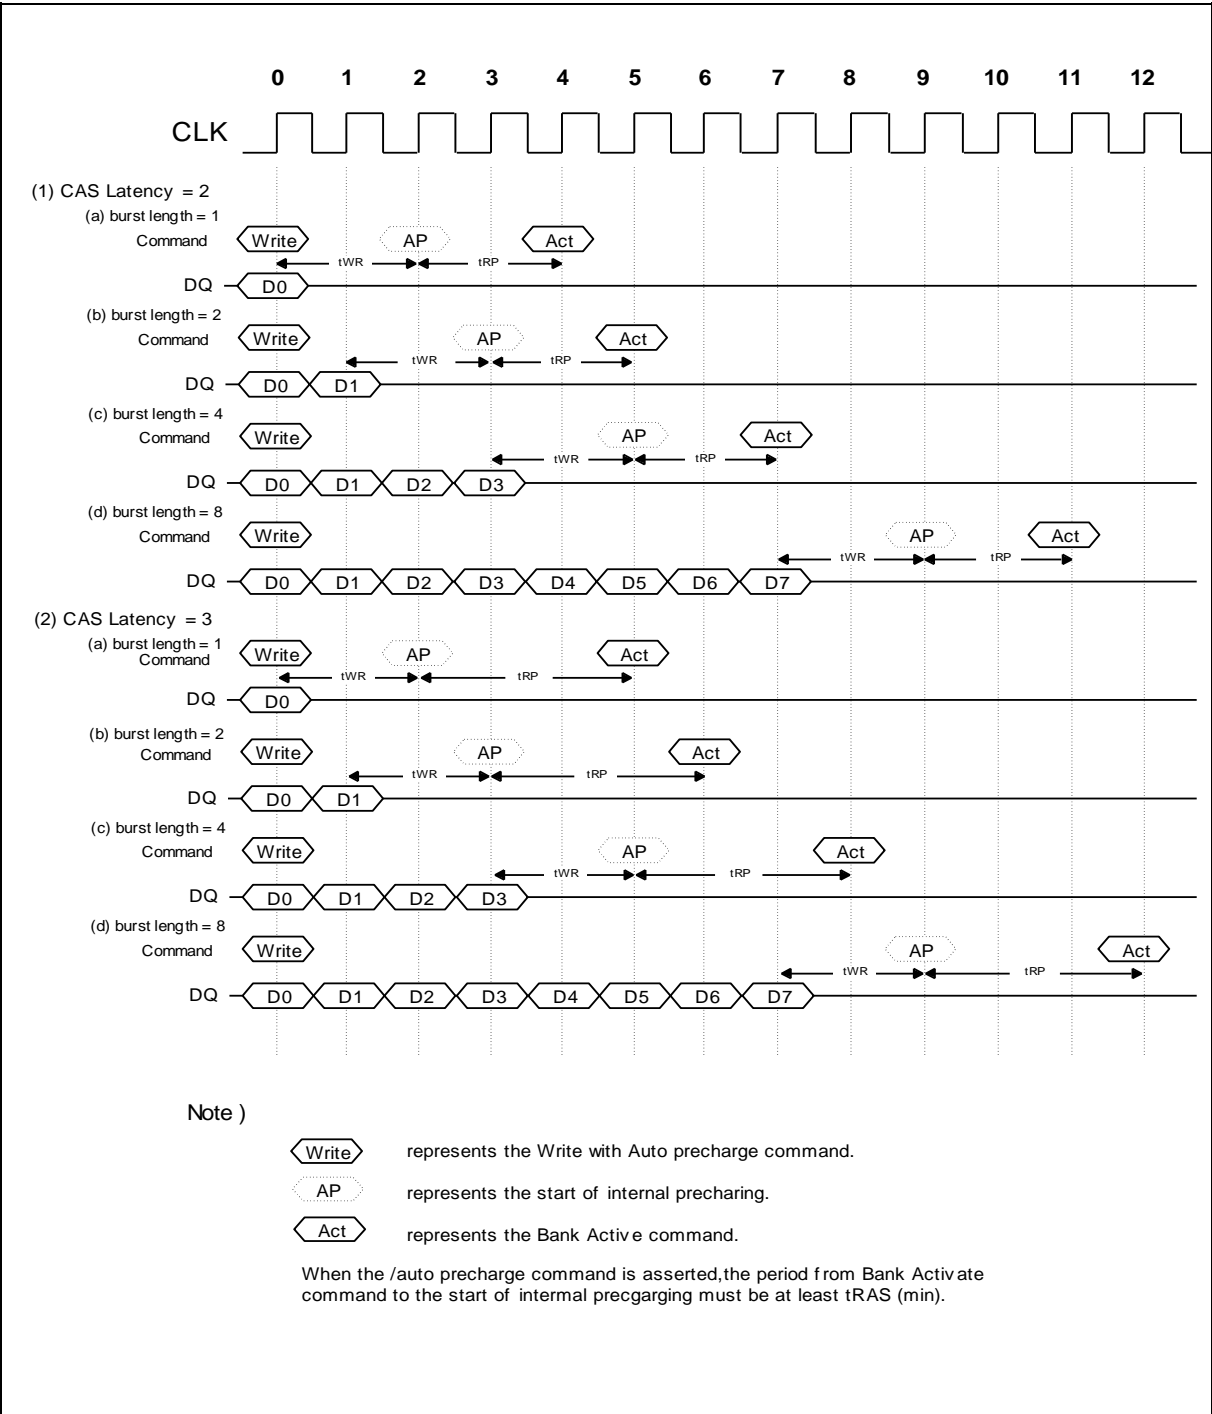 0 1 2 3 4 5 6 7 8 9 10 11 12
CLK
(1) CAS Latency = 2
(a) burst length = 1
Command Write AP Act
tWR tRP
DQ D0
(b) burst length = 2
Command Write AP Act
tWR tRP
DQ D0 D1
(c) burst length = 4
Command Write AP Act
tWR tRP
DQ D0 D1 D2 D3
(d) burst length = 8
Command Write AP Act
tWR tRP
DQ D0 D1 D2 D3 D4 D5 D6 D7
(2) CAS Latency = 3
(a) burst length = 1
Command Write AP Act
tWR tRP
DQ D0
(b) burst length = 2
Command Write AP Act
tWR tRP
DQ D0 D1
(c) burst length = 4
Command Write AP Act
tWR tRP
DQ D0 D1 D2 D3
(d) burst length = 8
Command Write AP Act
tWR tRP
DQ D0 D1 D2 D3 D4 D5 D6 D7
Note )
Write represents the Write with Auto precharge command.
AP represents the start of internal precharing.
Act represents the Bank Active command.
When the /auto precharge command is asserted,the period from Bank Activate
command to the start of intermal precgarging must be at least tRAS (min).